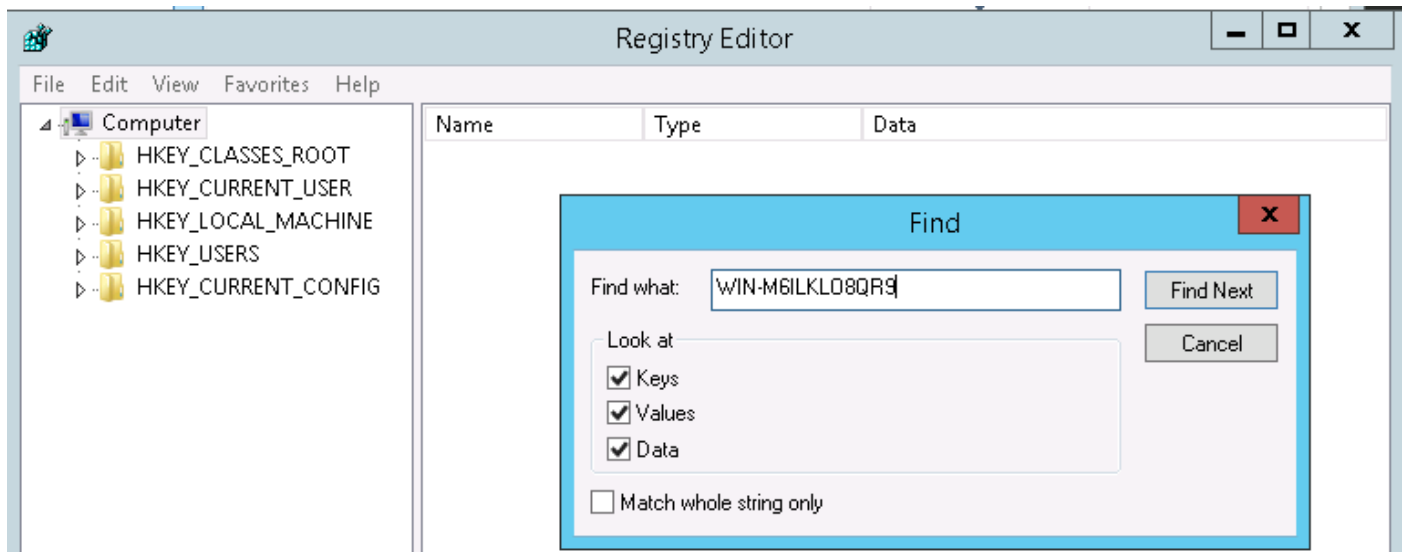 Registry Editor
File Edit View Favorites Help
Computer
HKEY_CLASSES_ROOT
HKEY_CURRENT_USER
HKEY_LOCAL_MACHINE
HKEY_USERS
HKEY_CURRENT_CONFIG
Name Type Data
Find
Find what: WIN-M6ILKLO8QR9 Find Next
Look at Cancel
Keys
Values
Data
Match whole string only